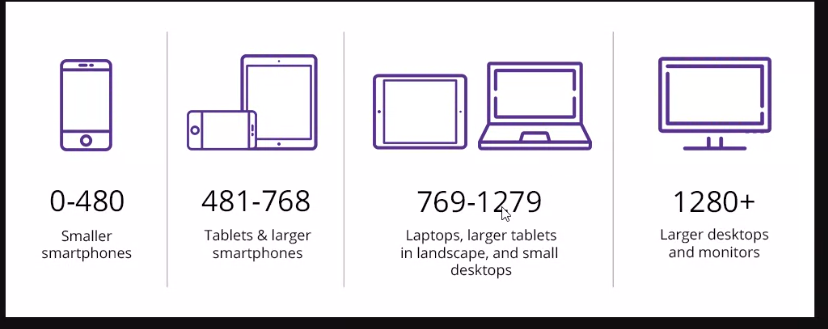 0-480
Smaller
smartphones
481-768
Tablets & larger
smartphones
769-1279
Laptops, larger tablets
in landscape, and small
desktops
1280+
Larger desktops
and monitors